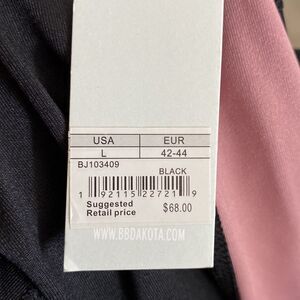 USA EUR
L 42-44
BJ103409
BLACK
1 92115 22721 9
Suggested
Retail price $68.00
WWW.BBDAKOTA.COM